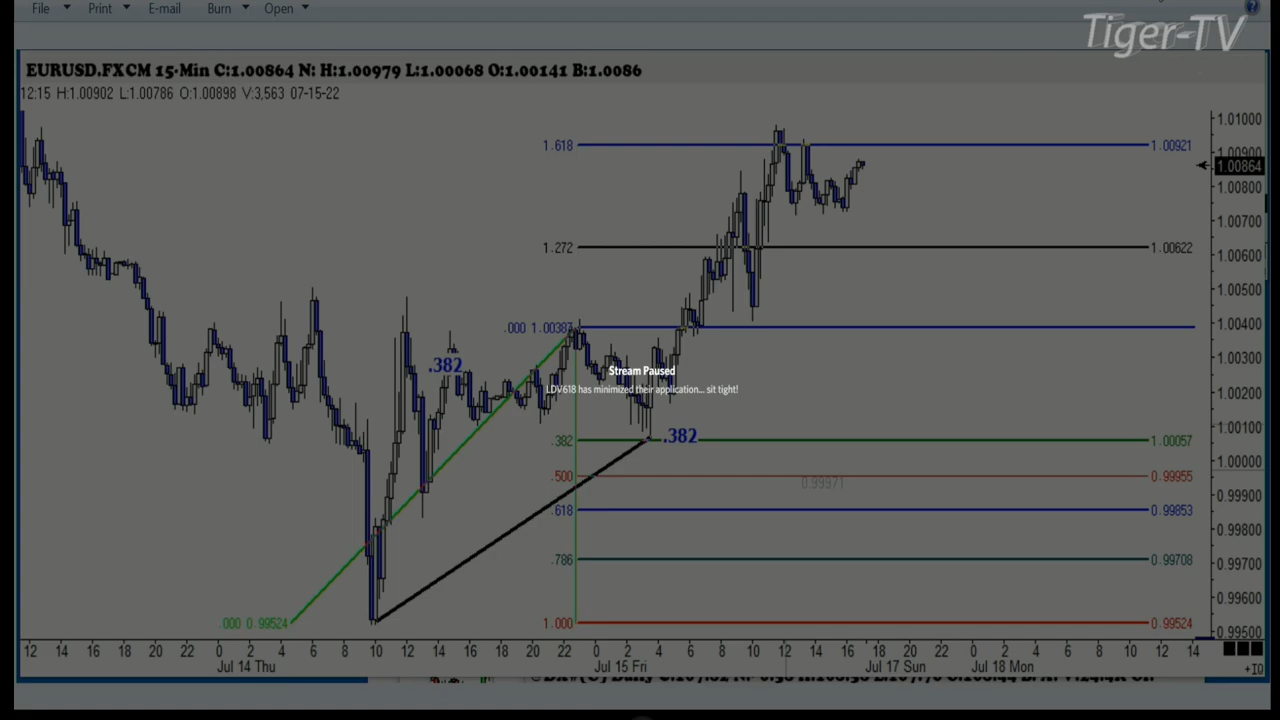 File Print E-mail Burn Open
Tiger-TV
EURUSD.FXCM 15-Min C:1.00864 N: H:1.00979 L:1.00068 O:1.00141 B:1.0086
12:15 H:1.00902 L:1.00786 O:1.00898 V:3,563 07-15-22
1.01000
1.618 1.00921
1.00900
1.00864
1.00800
1.00700
1.272 1.00622
1.00600
1.00500
.000 1.00387
1.00400
.382
1.00300
Stream Paused
LDV618 has minimized their application... sit tight!
1.00200
1.00100
.382 .382 1.00057
1.00000
.500 0.99971 0.99955
0.99900
.618 0.99853
0.99800
.786 0.99708
0.99700
0.99600
.000 0.99524 1.000 0.99524
0.99500
12 14 16 18 20 22 0 2 4 6 8 10 12 14 16 18 20 22 0 2 4 6 8 10 12 14 16 18 20 22 0 2 4 6 8 10 12 14
Jul 14 Thu Jul 15 Fri Jul 17 Sun Jul 18 Mon
+10